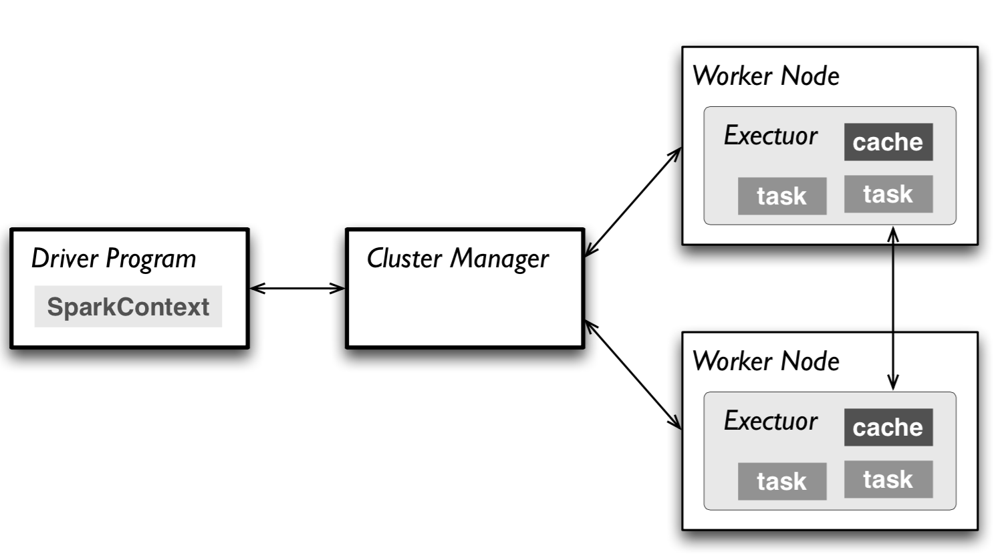 Driver Program
SparkContext
Cluster Manager
Worker Node
Exectuor
cache
task
task
Worker Node
Exectuor
cache
task
task